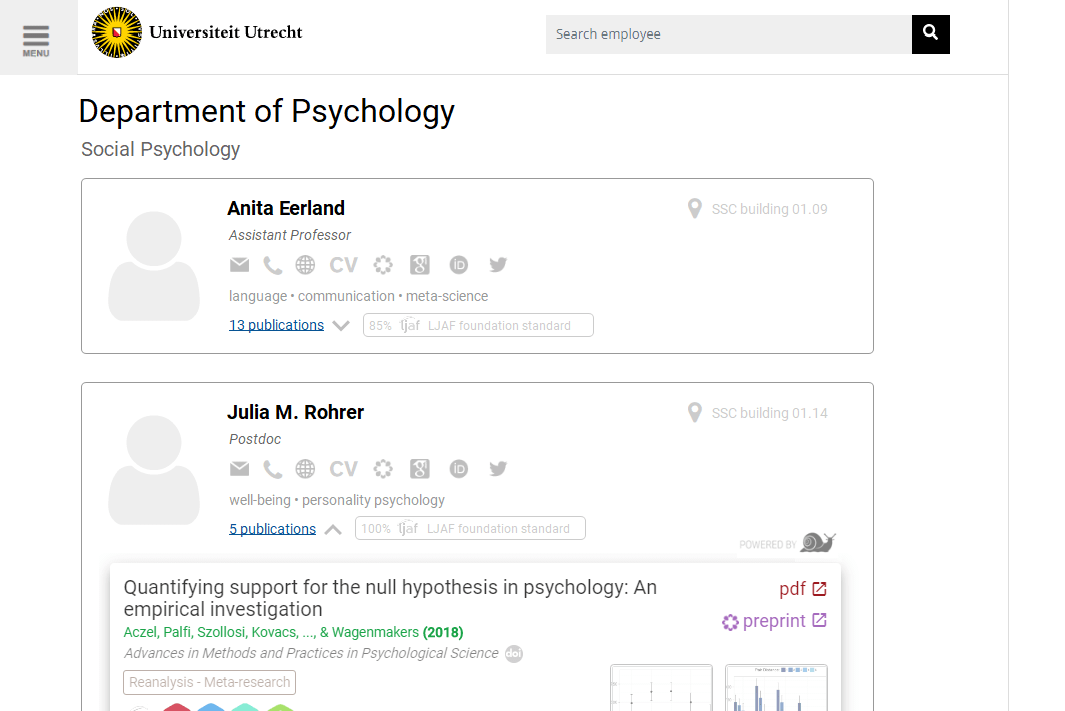 MENU
Universiteit Utrecht
Search employee
Department of Psychology
Social Psychology
Anita Eerland
SSC building 01.09
Assistant Professor
CV
iD
language • communication • meta-science
13 publications
85% ljaf LJAF foundation standard
Julia M. Rohrer
SSC building 01.14
Postdoc
CV
iD
well-being • personality psychology
5 publications
100% ljaf LJAF foundation standard
POWERED BY
Quantifying support for the null hypothesis in psychology: An
empirical investigation
pdf
preprint
Aczel, Palfi, Szollosi, Kovacs, ..., & Wagenmakers (2018)
Advances in Methods and Practices in Psychological Science doi
Reanalysis - Meta-research